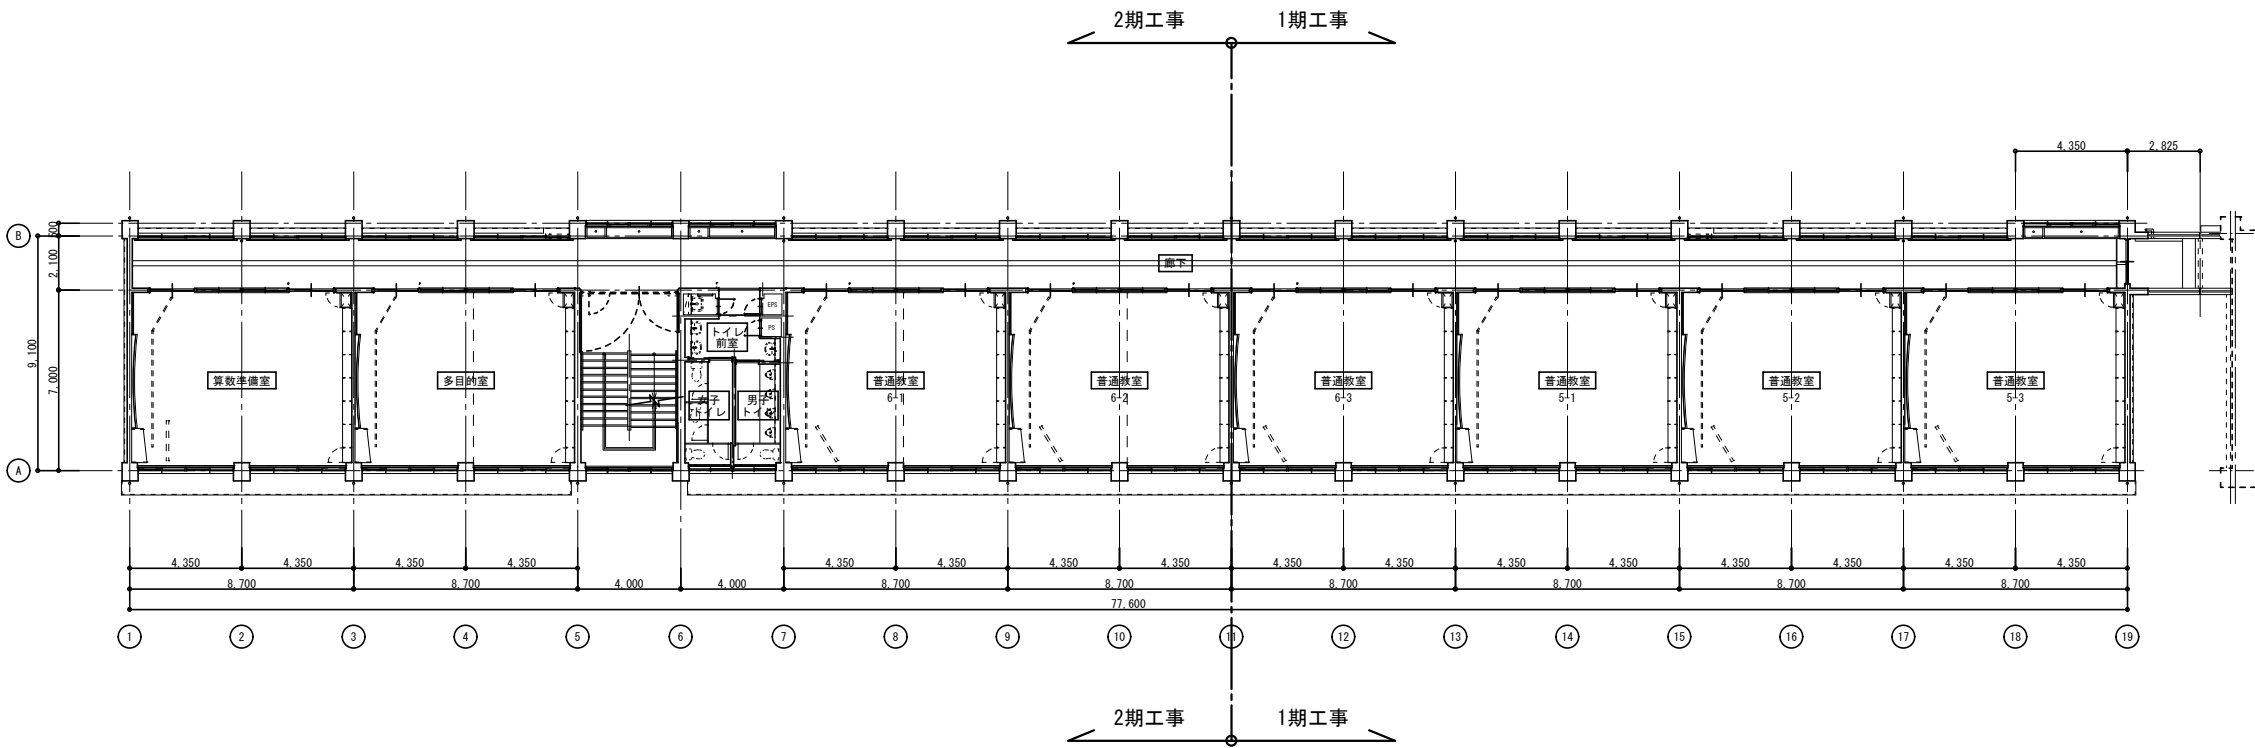 2期工事 1期工事
4,350 2,825
B
500
2,100
廊下
EPS
PS
トイレ
前室
9,100
7,000
算数準備室
多目的室
普通教室
6-1
普通教室
6-2
普通教室
6-3
普通教室
5-1
普通教室
5-2
普通教室
5-3
女子
トイレ
男子
トイレ
A
4,350 4,350 4,350 4,350 4,350 4,350 4,350 4,350 4,350 4,350 4,350 4,350 4,350 4,350 4,350 4,350
8,700 8,700 4,000 4,000 8,700 8,700 8,700 8,700 8,700 8,700
77,600
1 2 3 4 5 6 7 8 9 10 11 12 13 14 15 16 17 18 19
2期工事 1期工事